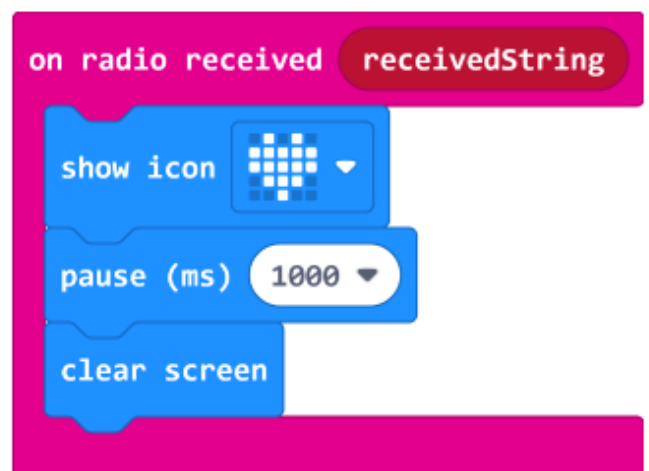 on radio received receivedString
show icon
pause (ms) 1000
clear screen